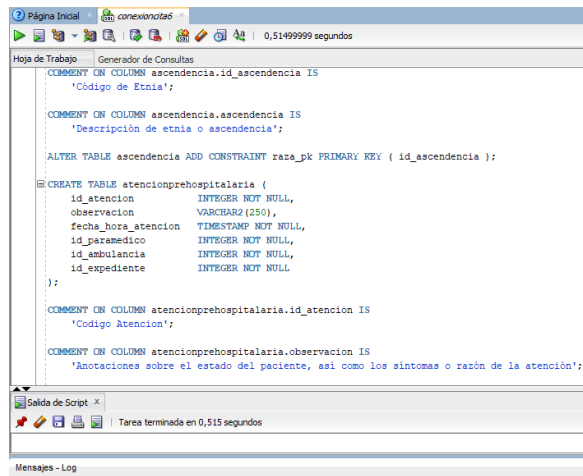 Página Inicial
conexioncita6
0,51499999 segundos
Hoja de Trabajo Generador de Consultas
COMMENT ON COLUMN ascendencia.id_ascendencia IS
'Código de Etnia';
COMMENT ON COLUMN ascendencia.ascendencia IS
'Descripción de etnia o ascendencia';
ALTER TABLE ascendencia ADD CONSTRAINT raza_pk PRIMARY KEY ( id_ascendencia );
CREATE TABLE atencionprehospitalaria (
id_atencion INTEGER NOT NULL,
observacion VARCHAR2(250),
fecha_hora_atencion TIMESTAMP NOT NULL,
id_paramedico INTEGER NOT NULL,
id_ambulancia INTEGER NOT NULL,
id_expediente INTEGER NOT NULL
);
COMMENT ON COLUMN atencionprehospitalaria.id_atencion IS
'Codigo Atencion';
COMMENT ON COLUMN atencionprehospitalaria.observacion IS
'Anotaciones sobre el estado del paciente, así como los síntomas o razón de la atención';
Salida de Script
Tarea terminada en 0,515 segundos
Mensajes - Log